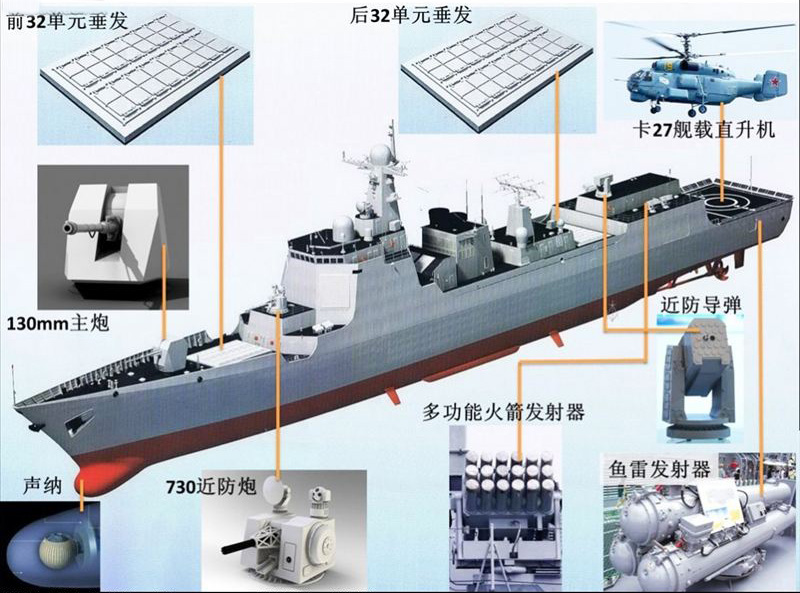 前32单元垂发
后32单元垂发
卡27舰载直升机
130mm主炮
近防导弹
多功能火箭发射器
声纳
730近防炮
鱼雷发射器